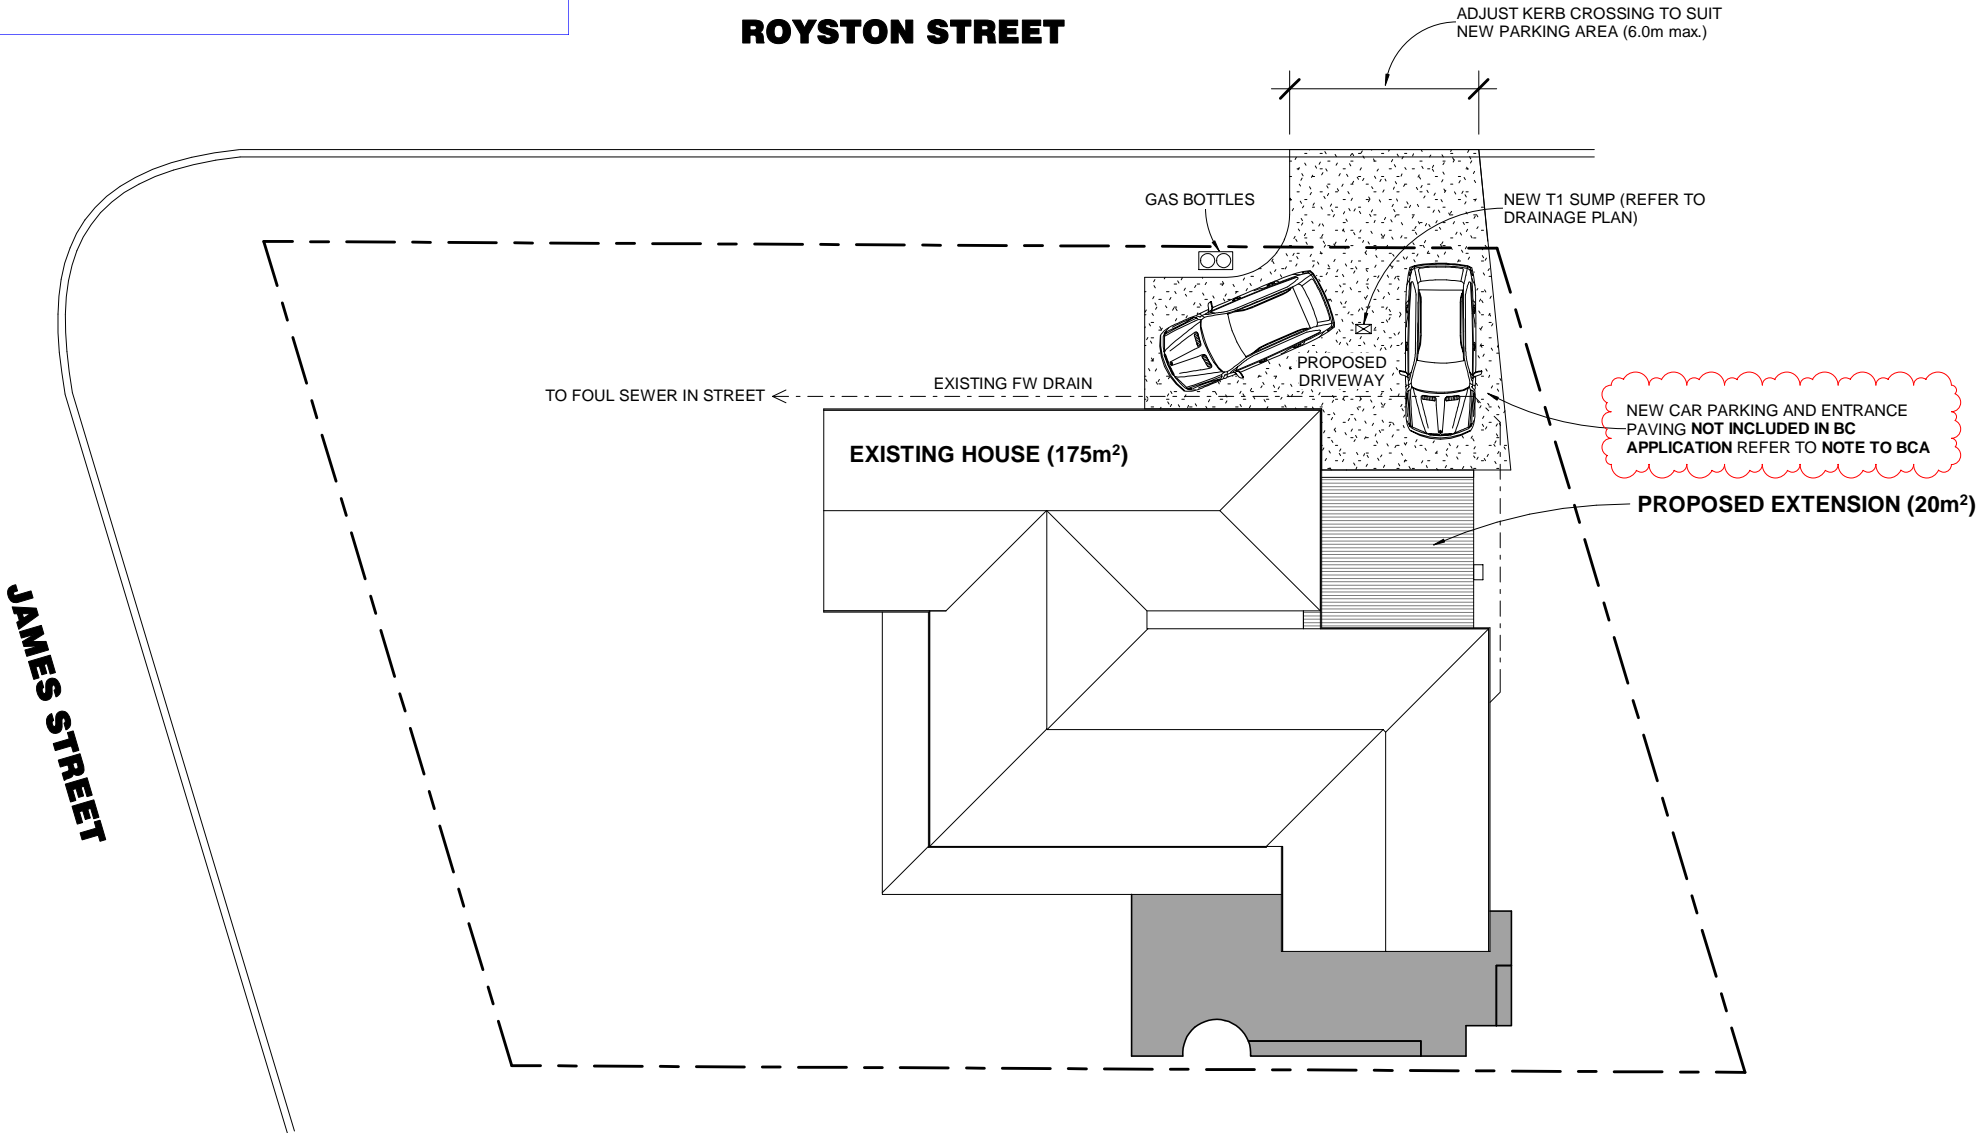 ROYSTON STREET
ADJUST KERB CROSSING TO SUIT
NEW PARKING AREA (6.0m max.)
GAS BOTTLES
NEW T1 SUMP (REFER TO
DRAINAGE PLAN)
PROPOSED
DRIVEWAY
EXISTING FW DRAIN
TO FOUL SEWER IN STREET
NEW CAR PARKING AND ENTRANCE
PAVING NOT INCLUDED IN BC
APPLICATION REFER TO NOTE TO BCA
EXISTING HOUSE (175m²)
PROPOSED EXTENSION (20m²)
JAMES STREET